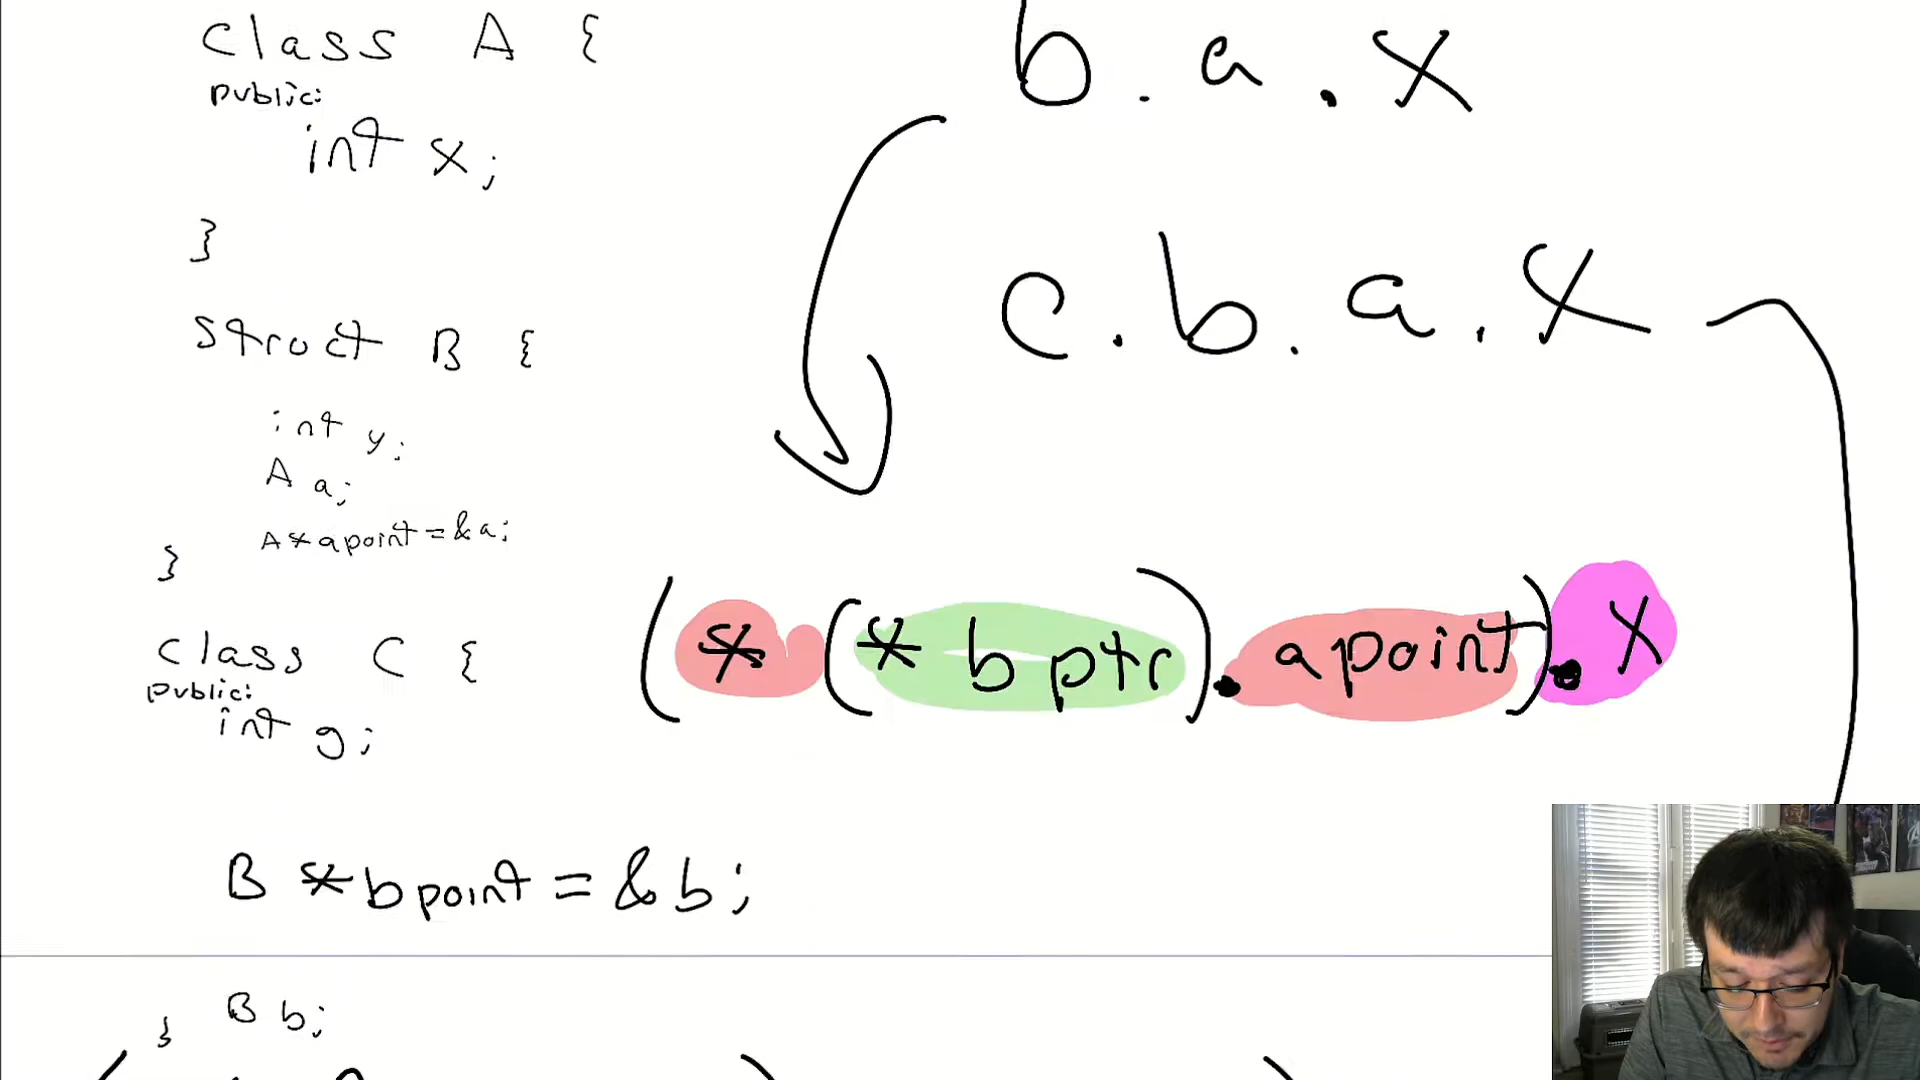 class A {
public:
int x;
}
struct B {
int y;
A a;
A* apoint = &a;
}
class C {
public:
int g;
B *bpoint = &b;
} B b;
b.a.x
c.b.a.x
(*(*bptr).apoint).x